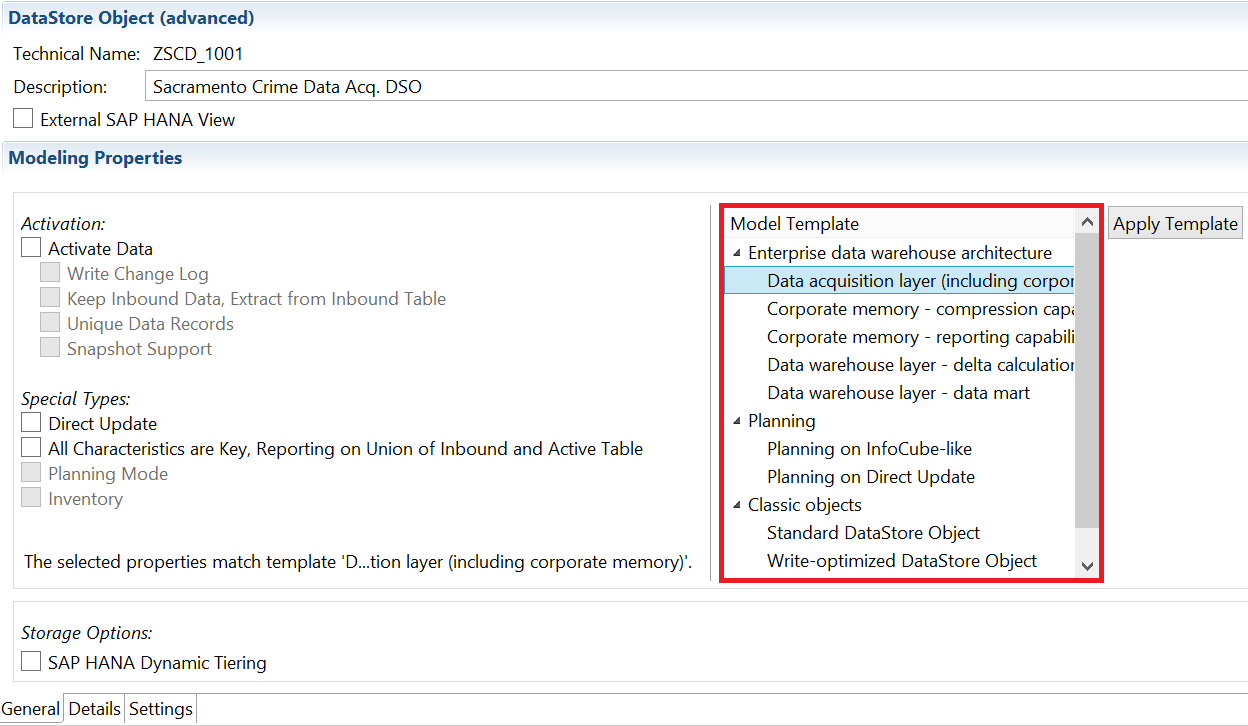 DataStore Object (advanced)
Technical Name: ZSCD_1001
Description: Sacramento Crime Data Acq. DSO
External SAP HANA View
Modeling Properties
Activation:
Activate Data
Write Change Log
Keep Inbound Data, Extract from Inbound Table
Unique Data Records
Snapshot Support
Special Types:
Direct Update
All Characteristics are Key, Reporting on Union of Inbound and Active Table
Planning Mode
Inventory
The selected properties match template 'D...tion layer (including corporate memory)'.
Model Template
Enterprise data warehouse architecture
Data acquisition layer (including corpor
Corporate memory - compression capa
Corporate memory - reporting capabili
Data warehouse layer - delta calculation
Data warehouse layer - data mart
Planning
Planning on InfoCube-like
Planning on Direct Update
Classic objects
Standard DataStore Object
Write-optimized DataStore Object
Apply Template
Storage Options:
SAP HANA Dynamic Tiering
General Details Settings